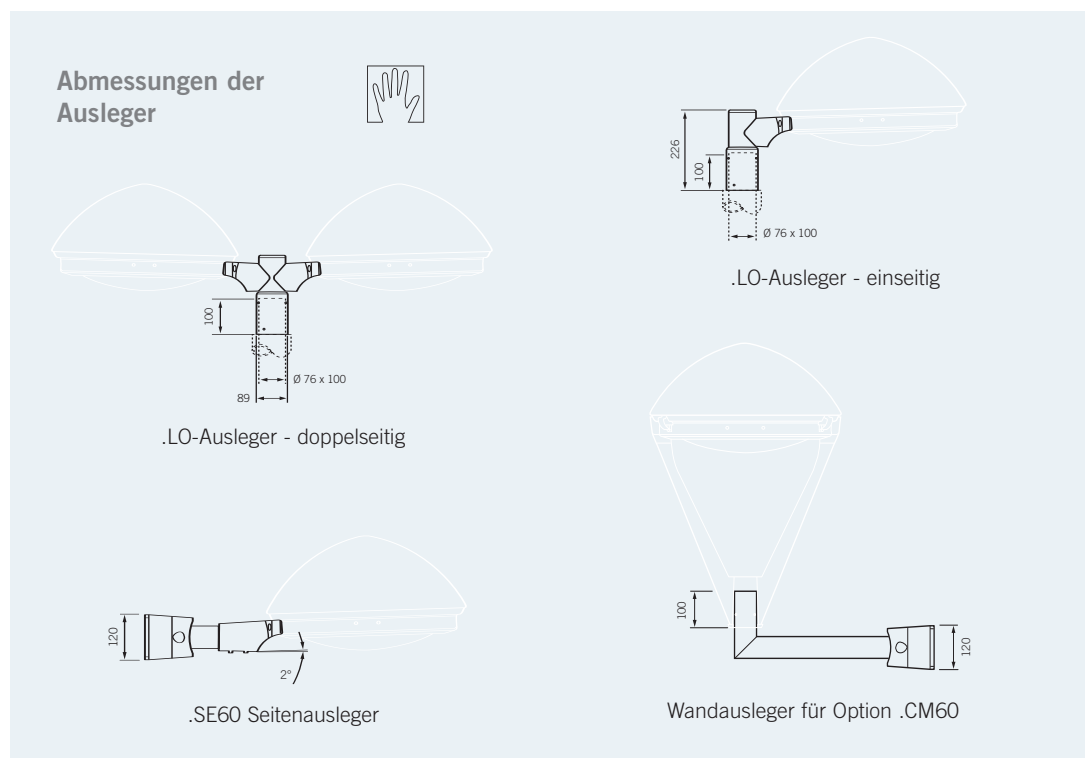 Abmessungen der
Ausleger
226
100
Ø 76 x 100
.LO-Ausleger - einseitig
100
Ø 76 x 100
89
.LO-Ausleger - doppelseitig
120
2°
.SE60 Seitenausleger
100
120
Wandausleger für Option .CM60